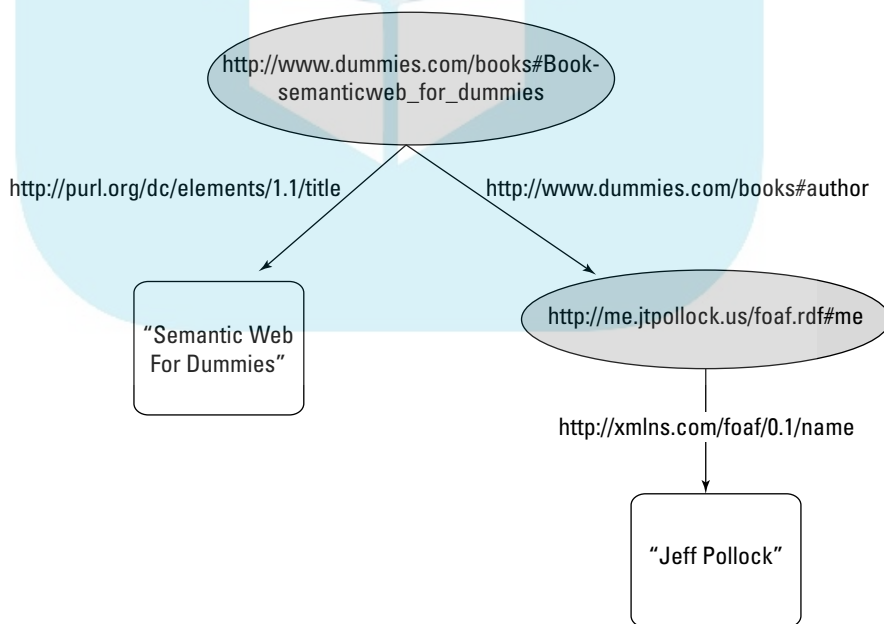 http://www.dummies.com/books#Book-
semanticweb_for_dummies
http://purl.org/dc/elements/1.1/title
http://www.dummies.com/books#author
“Semantic Web
For Dummies”
http://me.jtpollock.us/foaf.rdf#me
http://xmlns.com/foaf/0.1/name
“Jeff Pollock”